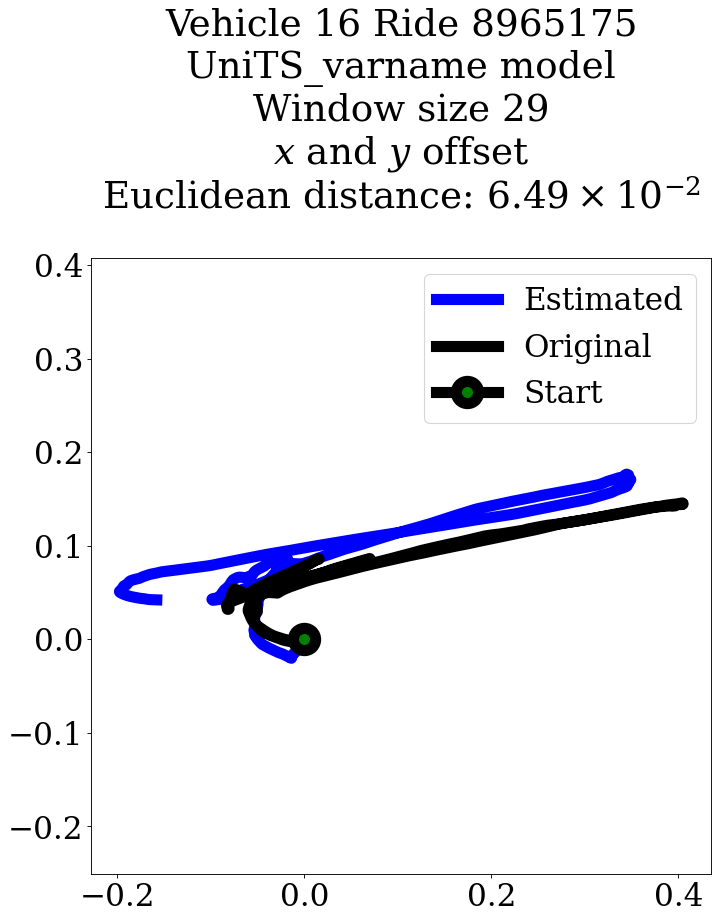 Vehicle 16 Ride 8965175
UniTS_varname model
Window size 29
x and y offset
Euclidean distance: 6.49 × 10⁻²
Estimated
Original
Start
0.4
0.3
0.2
0.1
0.0
−0.1
−0.2
−0.2 0.0 0.2 0.4